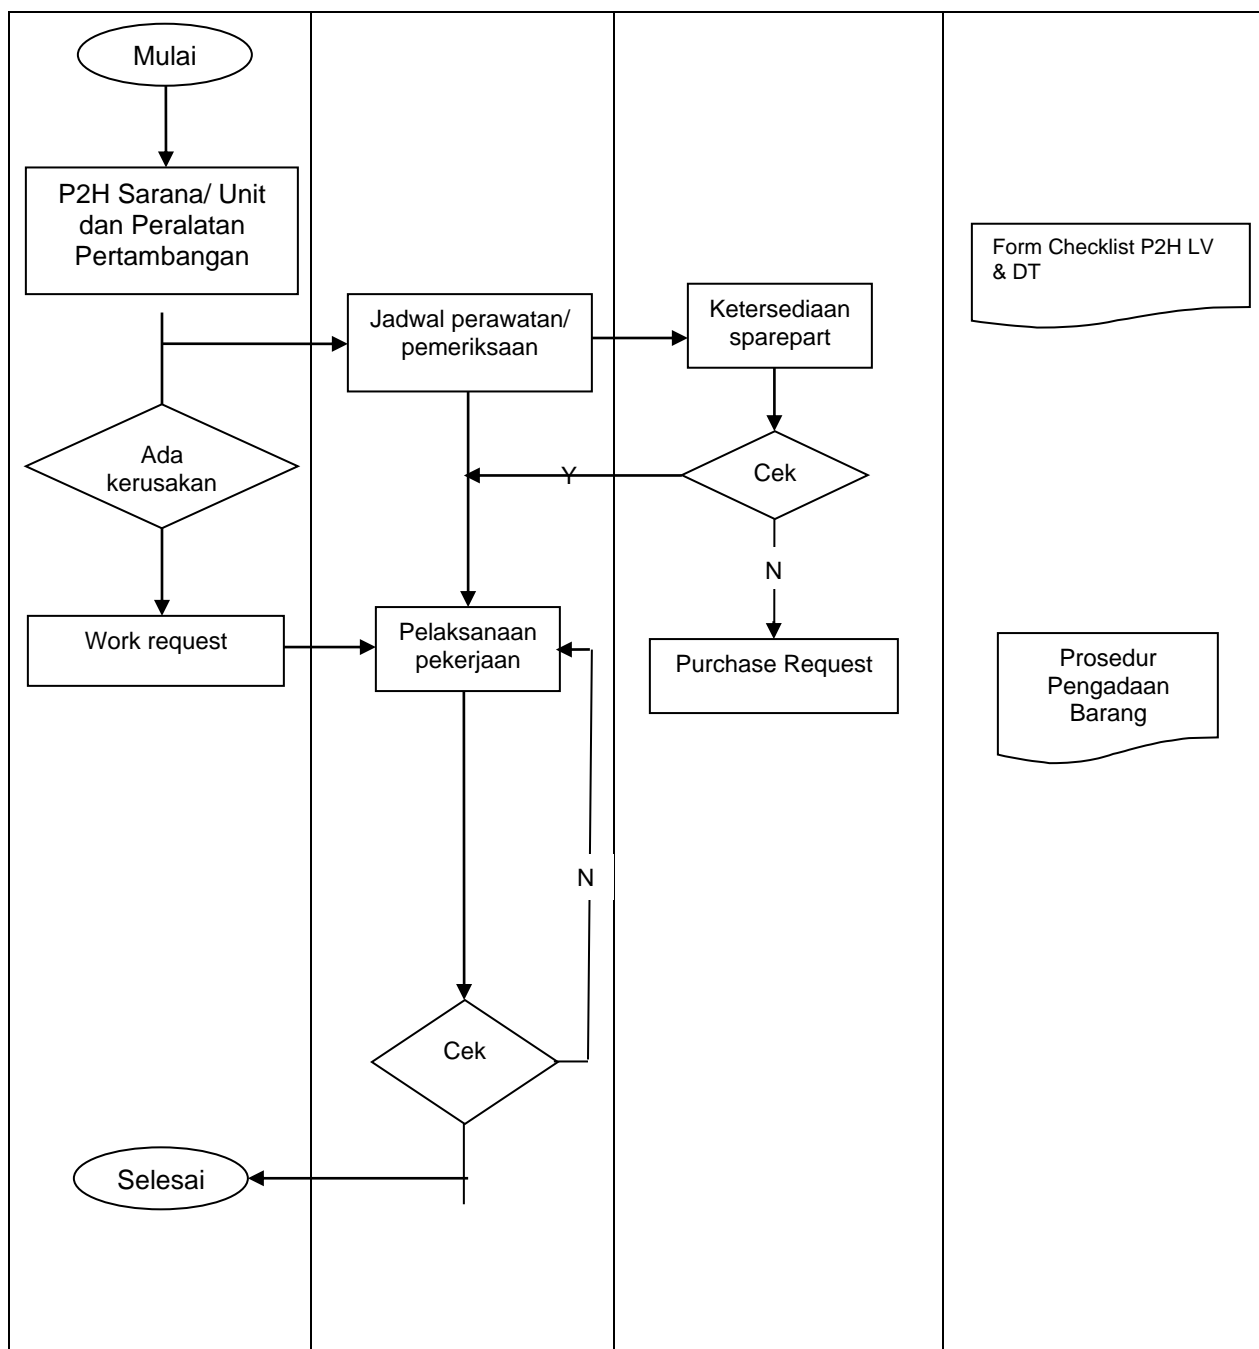 Mulai
P2H Sarana/ Unit
dan Peralatan
Pertambangan
Form Checklist P2H LV
& DT
Jadwal perawatan/
pemeriksaan
Ketersediaan
sparepart
Ada
kerusakan
Y
Cek
N
Work request
Pelaksanaan
pekerjaan
Purchase Request
Prosedur
Pengadaan
Barang
N
Cek
Selesai